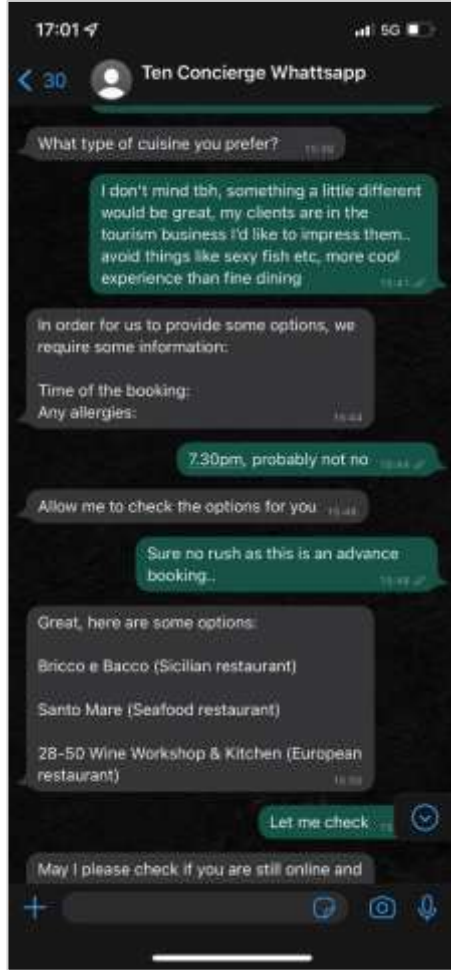 17:01
5G
30
Ten Concierge Whattsapp
What type of cuisine you prefer?
I don't mind tbh, something a little different
would be great, my clients are in the
tourism business I'd like to impress them..
avoid things like sexy fish etc, more cool
experience than fine dining
15:41
In order for us to provide some options, we
require some information:
Time of the booking:
Any allergies:
15:44
7.30pm, probably not no
Allow me to check the options for you
Sure no rush as this is an advance
booking..
Great, here are some options:
Bricco e Bacco (Sicilian restaurant)
Santo Mare (Seafood restaurant)
28-50 Wine Workshop & Kitchen (European
restaurant)
Let me check
May I please check if you are still online and